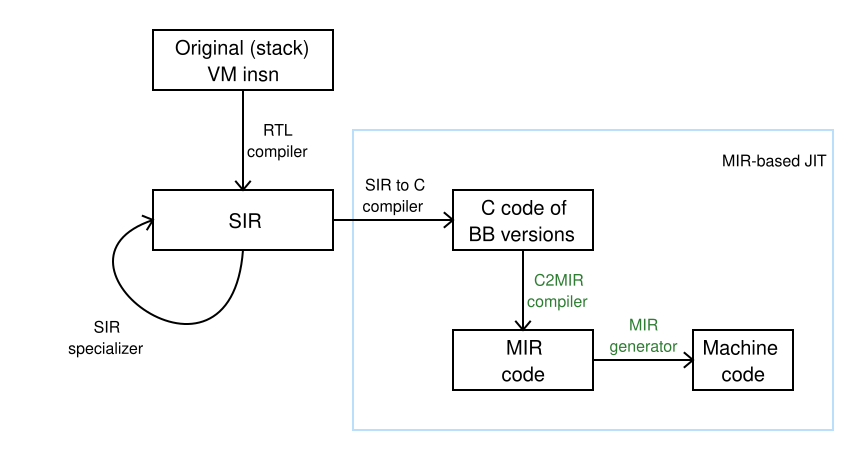 Original (stack)
VM insn
RTL
compiler
MIR-based JIT
SIR to C
compiler
SIR
C code of
BB versions
C2MIR
compiler
SIR
specializer
MIR
generator
MIR
code
Machine
code